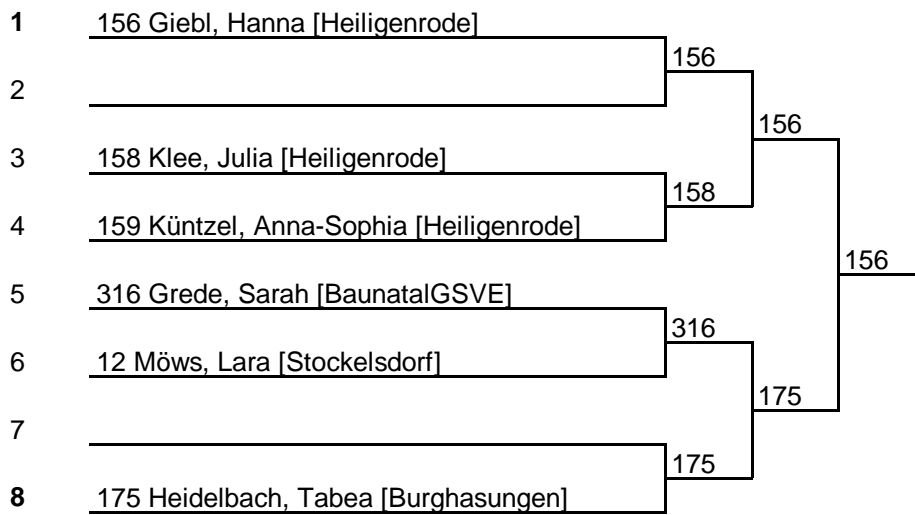 1 156 Giebl, Hanna [Heiligenrode]
156
2
156
3 158 Klee, Julia [Heiligenrode]
158
4 159 Küntzel, Anna-Sophia [Heiligenrode]
156
5 316 Grede, Sarah [BaunatalGSVE]
316
6 12 Möws, Lara [Stockelsdorf]
175
7
175
8 175 Heidelbach, Tabea [Burghasungen]